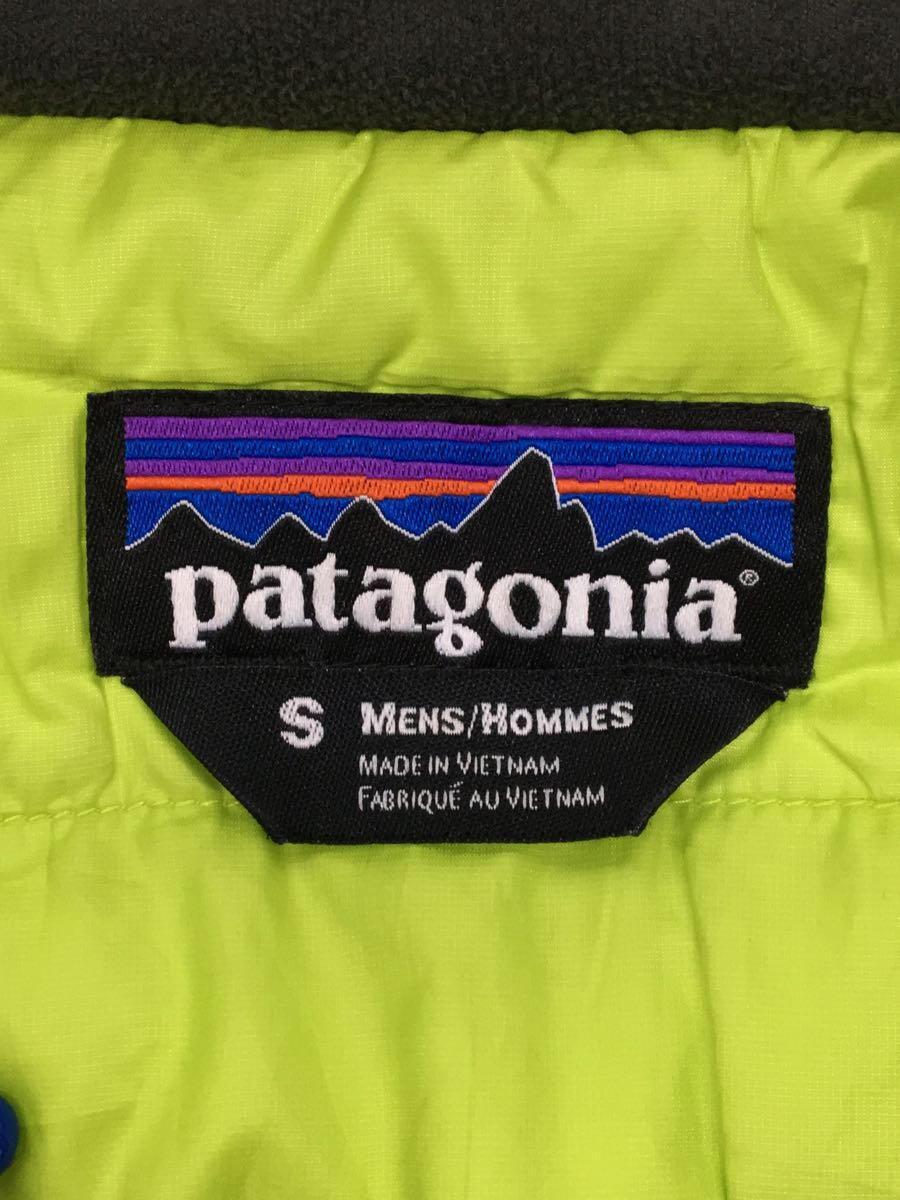 patagonia®
S MENS/HOMMES
MADE IN VIETNAM
FABRIQUÉ AU VIETNAM